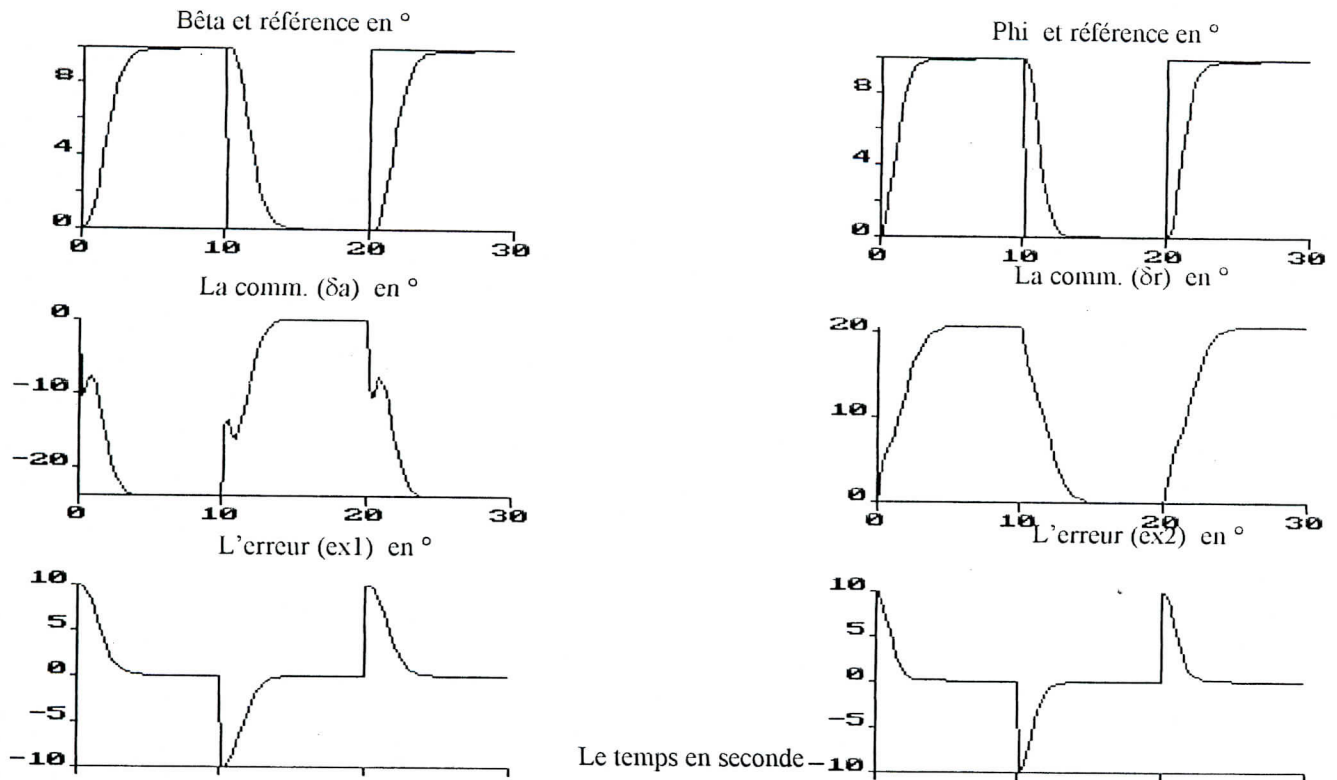 Bêta et référence en °
8
4
0
0 10 20 30
Phi et référence en °
8
4
0
0 10 20 30
La comm. (δa) en °
0
-10
-20
0 10 20 30
La comm. (δr) en °
20
10
0
0 10 20 30
L'erreur (ex1) en °
10
5
0
-5
-10
L'erreur (ex2) en °
10
5
0
-5
-10
Le temps en seconde